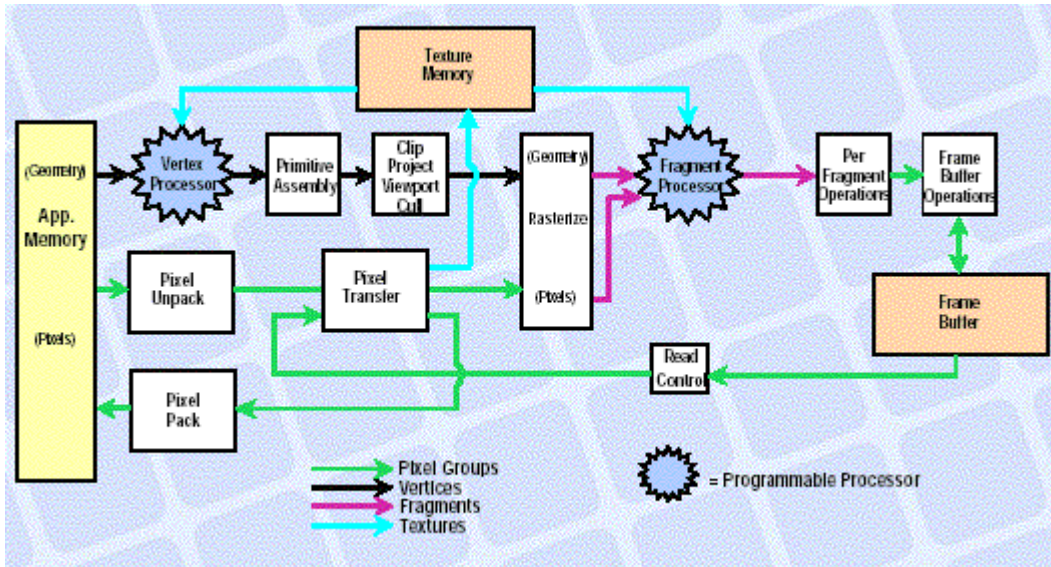 Texture
Memory
(Geometry)
App.
Memory
(Pixels)
Vertex
Processor
Primitive
Assembly
Clip
Project
Viewport
Cull
(Geometry)
Rasterize
(Pixels)
Fragment
Processor
Per
Fragment
Operations
Frame
Buffer
Operations
Pixel
Unpack
Pixel
Transfer
Frame
Buffer
Read
Control
Pixel
Pack
Pixel Groups
Vertices
Fragments
Textures
= Programmable Processor